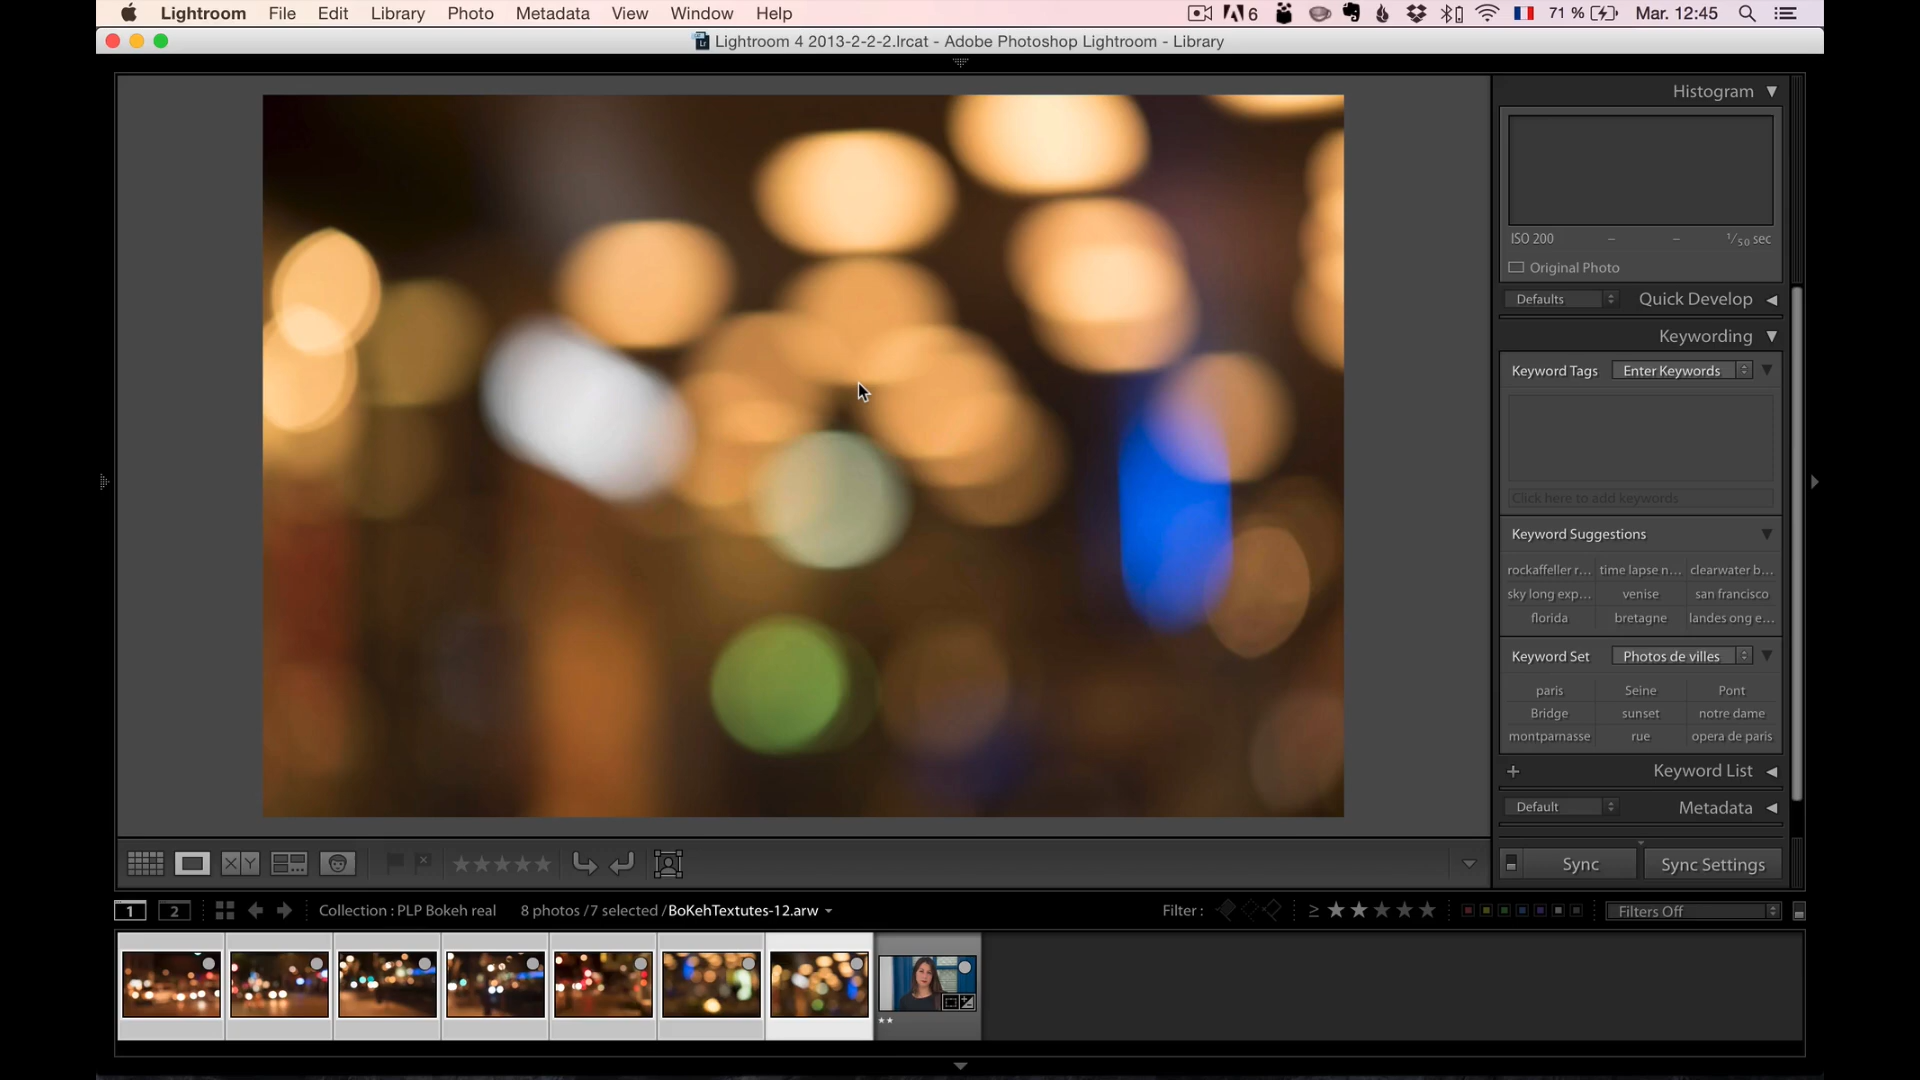 Lightroom File Edit Library Photo Metadata View Window Help 6 71 % Mar. 12:45
Lightroom 4 2013-2-2-2.lrcat - Adobe Photoshop Lightroom - Library
Histogram
ISO 200 – – 1/50 sec
Original Photo
Defaults Quick Develop
Keywording
Keyword Tags Enter Keywords
Click here to add keywords
Keyword Suggestions
rockaffeller r... time lapse n... clearwater b...
sky long exp... venise san francisco
florida bretagne landes ong e...
Keyword Set Photos de villes
paris Seine Pont
Bridge sunset notre dame
montparnasse rue opera de paris
Keyword List
Default Metadata
X Y Sync Sync Settings
1 2 Collection : PLP Bokeh real 8 photos /7 selected /BoKehTextutes-12.arw Filter : ≥ Filters Off